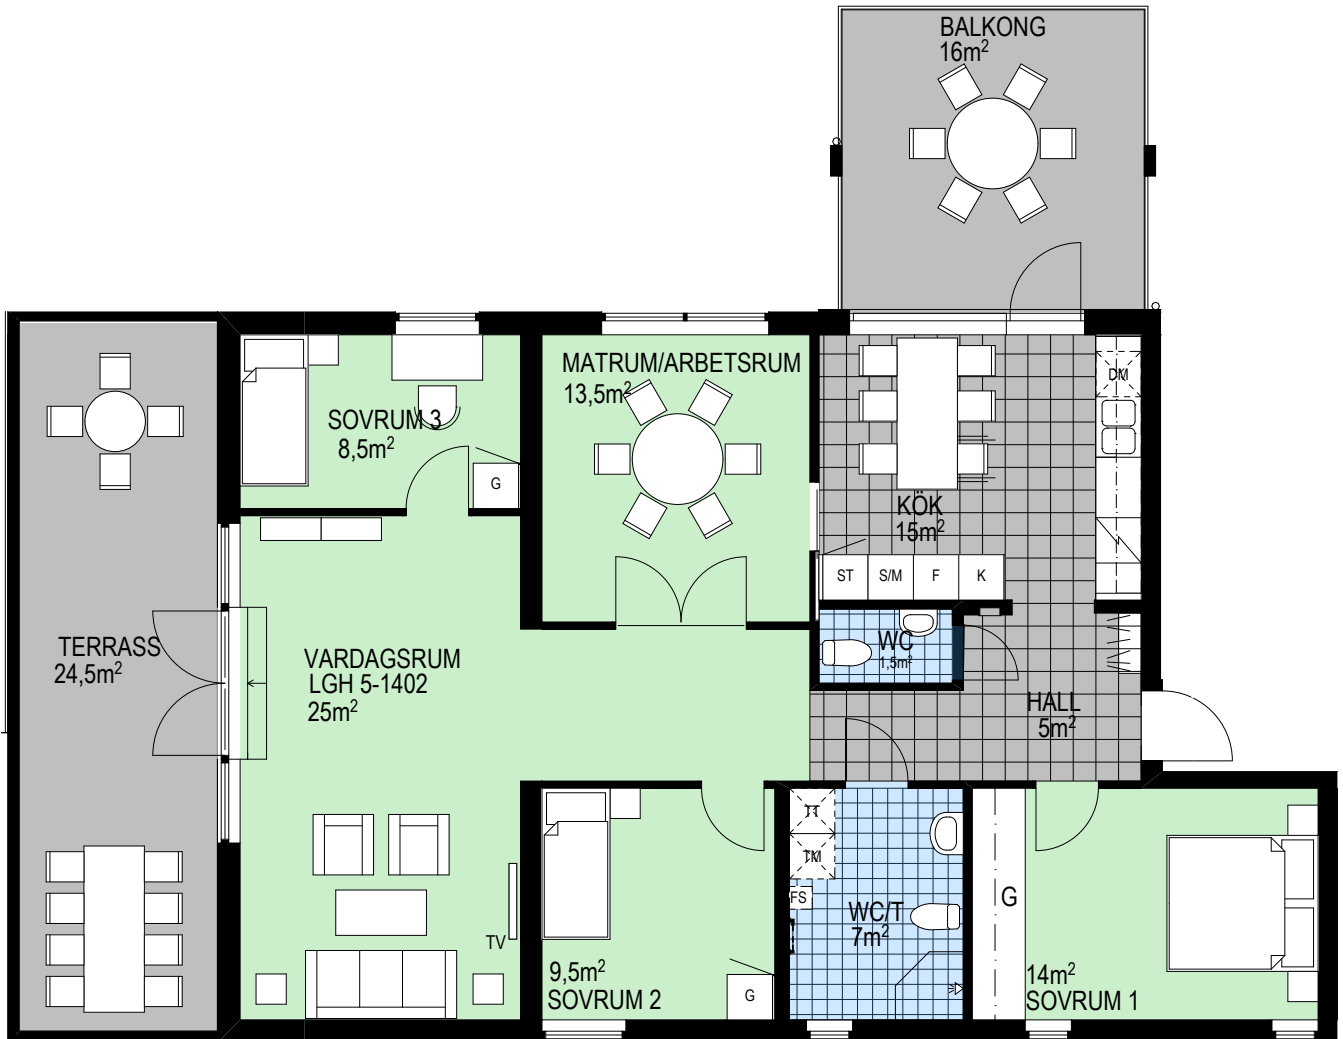 BALKONG
16m²
MATRUM/ARBETSRUM
13,5m²
DM
SOVRUM 3
8,5m²
G
KÖK
15m²
ST
S/M
F
K
TERRASS
24,5m²
VARDAGSRUM
LGH 5-1402
25m²
WC
1,5m²
HALL
5m²
TT
TM
FS
WC/T
7m²
G
TV
9,5m²
SOVRUM 2
G
14m²
SOVRUM 1